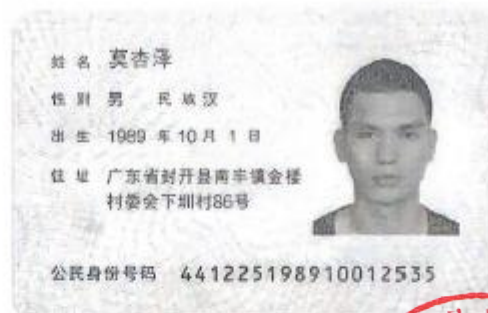 姓名 莫杏泽
性别 男 民族 汉
出生 1989 年 10 月 1 日
住址 广东省封开县南丰镇金楼
村委会下圳村86号
公民身份号码 441225198910012535